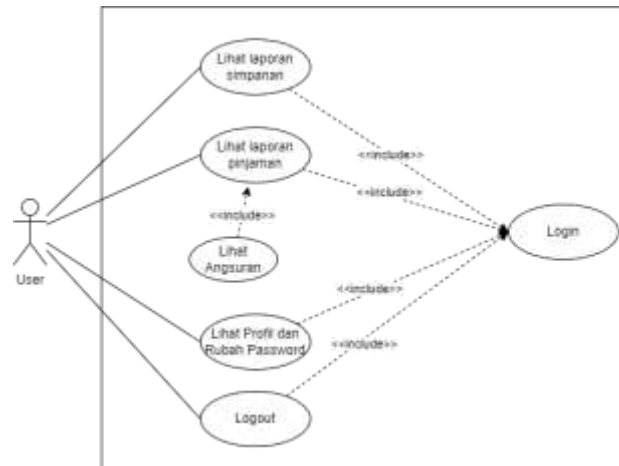 Lihat laporan
simpanan
<<include>>
Lihat laporan
pinjaman
<<include>>
<<include>>
Login
Lihat
Angsuran
User
<<include>>
Lihat Profil dan
Rubah Password
<<include>>
Logout